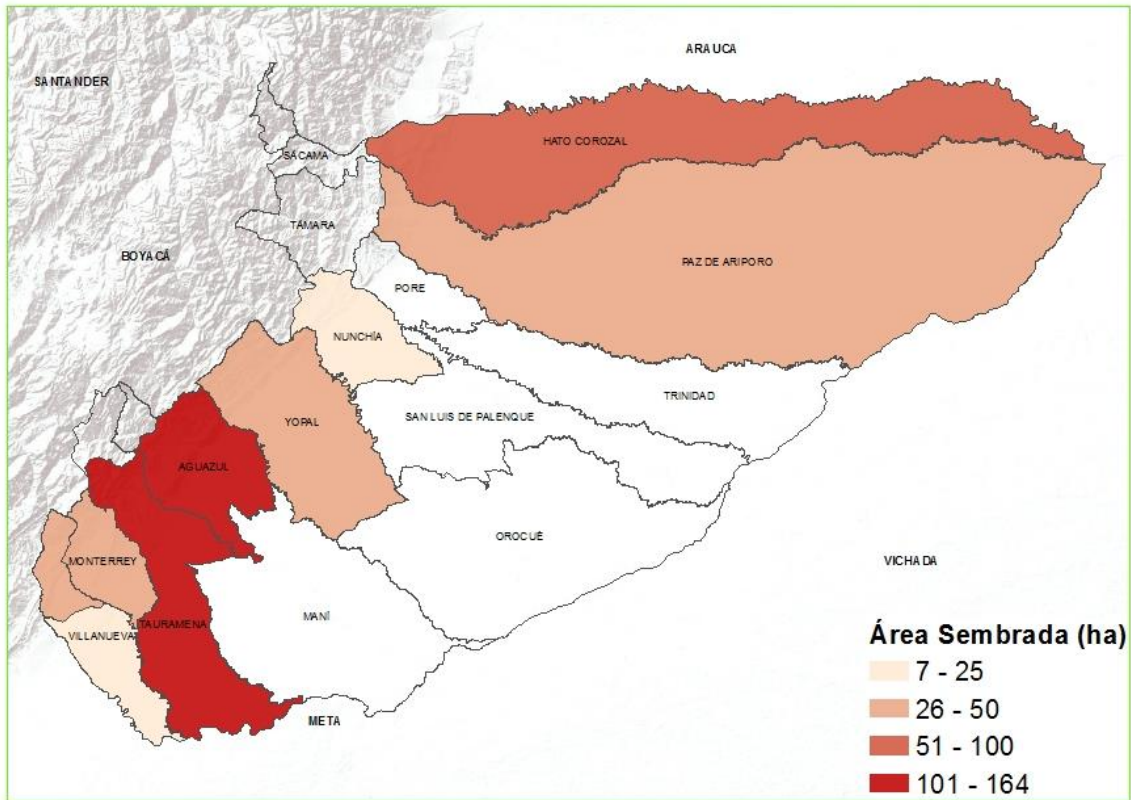 ARAUCA
SANTANDER
HATO COROZAL
SÁCAMA
TÁMARA
BOYACÁ
PAZ DE ARIPORO
PORE
NUNCHÍA
TRINIDAD
SAN LUIS DE PALENQUE
YOPAL
AGUAZUL
OROCUÉ
MONTERREY
VICHADA
MANÍ
TAURAMENA
VILLANUEVA
META
Área Sembrada (ha)
7 - 25
26 - 50
51 - 100
101 - 164